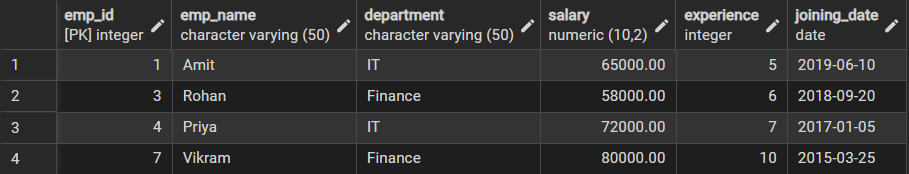 emp_id emp_name department salary experience joining_date
[PK] integer character varying (50) character varying (50) numeric (10,2) integer date
1 1 Amit IT 65000.00 5 2019-06-10
2 3 Rohan Finance 58000.00 6 2018-09-20
3 4 Priya IT 72000.00 7 2017-01-05
4 7 Vikram Finance 80000.00 10 2015-03-25